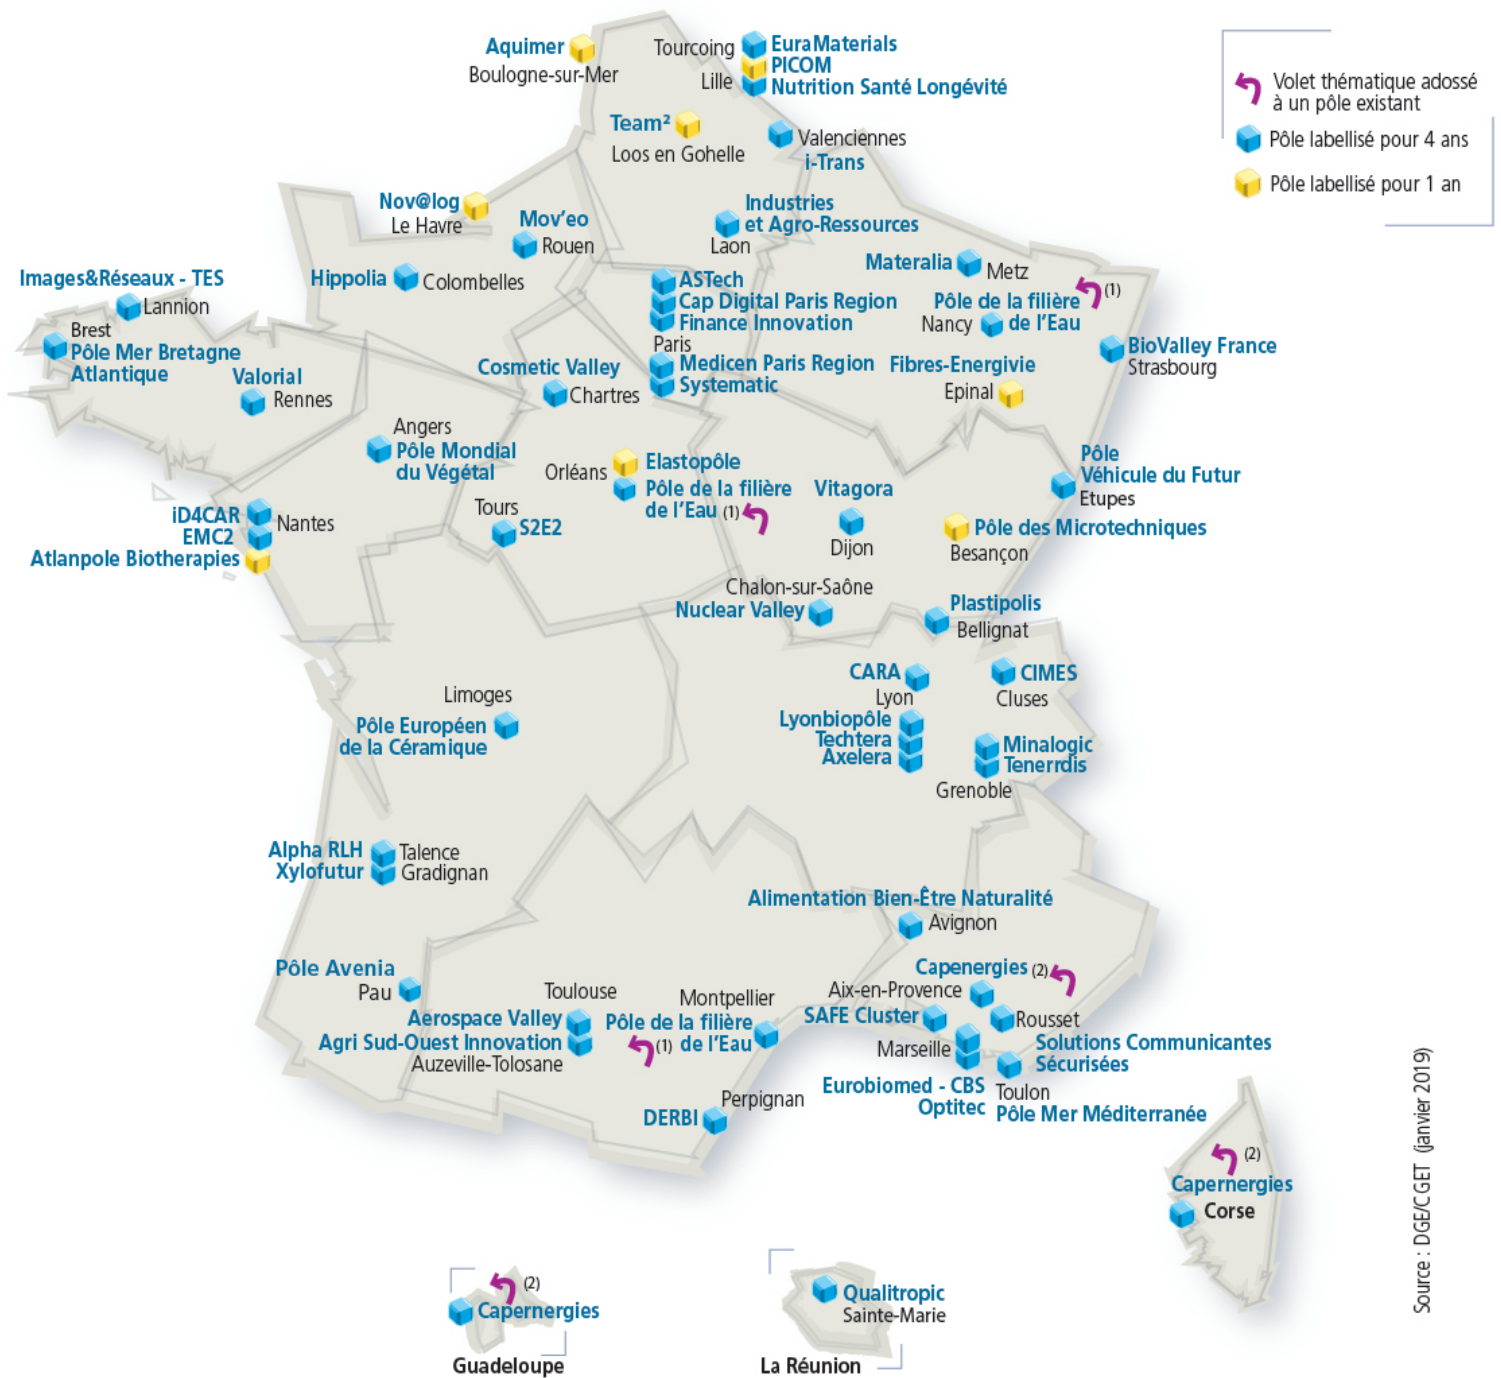 Aquimer
Boulogne-sur-Mer
Tourcoing
EuraMaterials
PICOM
Lille
Nutrition Santé Longévité
Volet thématique adossé
à un pôle existant
Pôle labellisé pour 4 ans
Pôle labellisé pour 1 an
Team²
Loos en Gohelle
Valenciennes
i-Trans
Nov@log
Le Havre
Mov'eo
Rouen
Industries
et Agro-Ressources
Laon
Hippolia
Colombelles
Images&Réseaux - TES
Lannion
Brest
Pôle Mer Bretagne
Atlantique
Valorial
Rennes
ASTech
Cap Digital Paris Region
Finance Innovation
Paris
Medicen Paris Region
Systematic
Materalia
Metz
Pôle de la filière
(1)
Nancy
de l'Eau
BioValley France
Strasbourg
Fibres-Energivie
Epinal
Cosmetic Valley
Chartres
Angers
Pôle Mondial
du Végétal
Orléans
Elastopôle
Pôle de la filière
de l'Eau (1)
Vitagora
Dijon
Pôle
Véhicule du Futur
Etupes
Pôle des Microtechniques
Besançon
Tours
S2E2
iD4CAR
Nantes
EMC2
Atlanpole Biotherapies
Chalon-sur-Saône
Nuclear Valley
Plastipolis
Bellignat
CARA
Lyon
CIMES
Cluses
Lyonbiopôle
Techtera
Axelera
Minalogic
Tenerrdis
Grenoble
Limoges
Pôle Européen
de la Céramique
Alpha RLH
Talence
Xylofutur
Gradignan
Alimentation Bien-Être Naturalité
Avignon
Pôle Avenia
Pau
Toulouse
Aerospace Valley
Agri Sud-Ouest Innovation
Auzeville-Tolosane
Montpellier
Pôle de la filière
(1) de l'Eau
Capenergies (2)
Aix-en-Provence
SAFE Cluster
Rousset
Marseille
Solutions Communicantes
Sécurisées
Eurobiomed - CBS
Optitec
Toulon
Pôle Mer Méditerranée
DERBI
Perpignan
(2)
Capernergies
Corse
(2)
Capernergies
Guadeloupe
Qualitropic
Sainte-Marie
La Réunion
Source : DGE/CGET (janvier 2019)